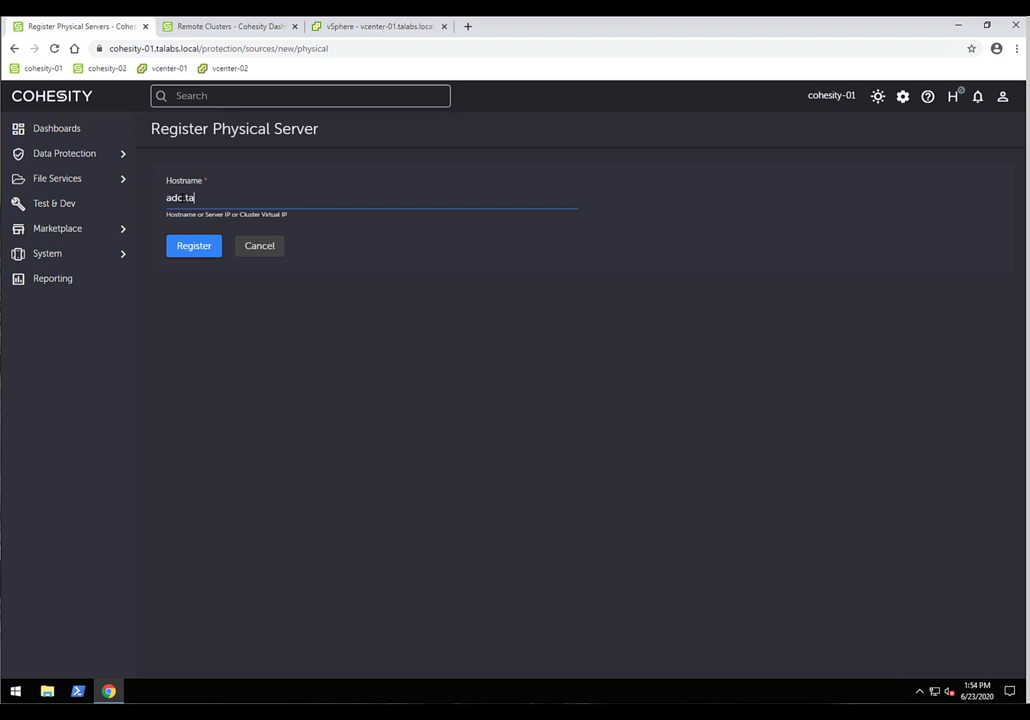 Register Physical Servers - Cohes
Remote Clusters - Cohesity Dash
vSphere - vcenter-01.talabs.local
cohesity-01.talabs.local/protection/sources/new/physical
cohesity-01
cohesity-02
vcenter-01
vcenter-02
COHESITY
Search
cohesity-01
H
Dashboards
Data Protection
File Services
Test & Dev
Marketplace
System
Reporting
Register Physical Server
Hostname *
adc.ta
Hostname or Server IP or Cluster Virtual IP
Register
Cancel
1:54 PM
6/23/2020